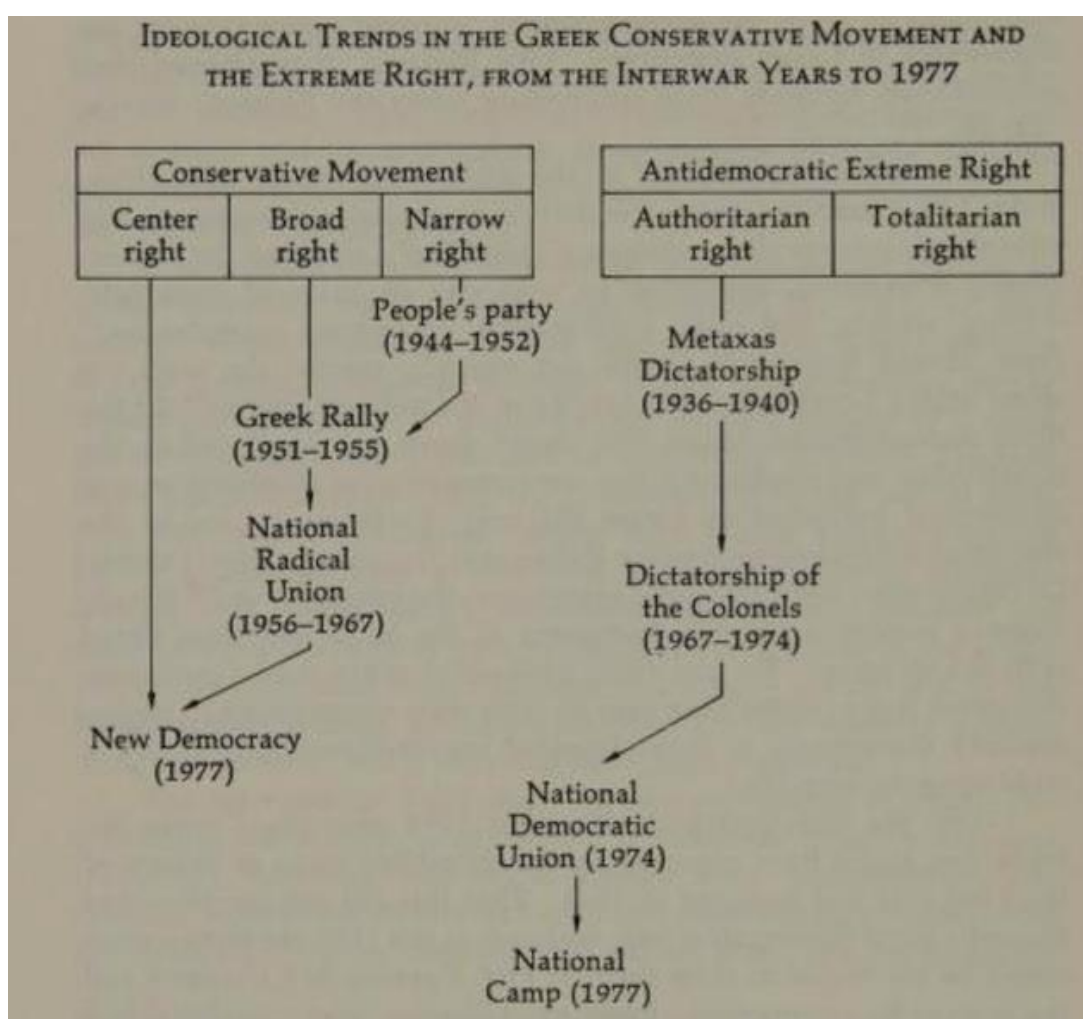 IDEOLOGICAL TRENDS IN THE GREEK CONSERVATIVE MOVEMENT AND
THE EXTREME RIGHT, FROM THE INTERWAR YEARS TO 1977
Conservative Movement
Center
right
Broad
right
Narrow
right
People's party
(1944–1952)
Greek Rally
(1951–1955)
National
Radical
Union
(1956–1967)
New Democracy
(1977)
Antidemocratic Extreme Right
Authoritarian
right
Totalitarian
right
Metaxas
Dictatorship
(1936–1940)
Dictatorship of
the Colonels
(1967–1974)
National
Democratic
Union (1974)
National
Camp (1977)